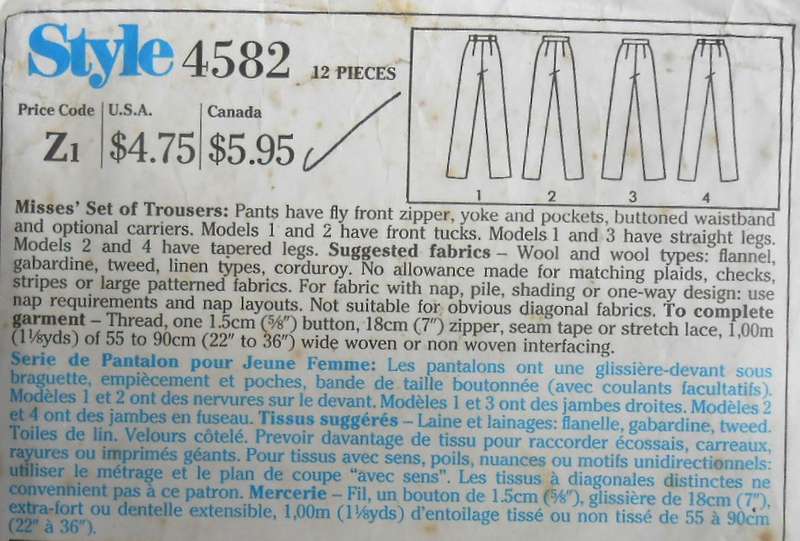 Style 4582 12 PIECES
Price Code U.S.A. Canada
Z1 $4.75 $5.95
1 2 3 4
Misses' Set of Trousers: Pants have fly front zipper, yoke and pockets, buttoned waistband
and optional carriers. Models 1 and 2 have front tucks. Models 1 and 3 have straight legs.
Models 2 and 4 have tapered legs. Suggested fabrics – Wool and wool types: flannel,
gabardine, tweed, linen types, corduroy. No allowance made for matching plaids, checks,
stripes or large patterned fabrics. For fabric with nap, pile, shading or one-way design: use
nap requirements and nap layouts. Not suitable for obvious diagonal fabrics. To complete
garment – Thread, one 1.5cm (⅝″) button, 18cm (7″) zipper, seam tape or stretch lace, 1,00m
(1⅛yds) of 55 to 90cm (22″ to 36″) wide woven or non woven interfacing.
Serie de Pantalon pour Jeune Femme: Les pantalons ont une glissière-devant sous
braguette, empiècement et poches, bande de taille boutonnée (avec coulants facultatifs).
Modèles 1 et 2 ont des nervures sur le devant. Modèles 1 et 3 ont des jambes droites. Modèles 2
et 4 ont des jambes en fuseau. Tissus suggérés – Laine et lainages: flanelle, gabardine, tweed.
Toiles de lin. Velours côtelé. Prevoir davantage de tissu pour raccorder écossais, carreaux,
rayures ou imprimés géants. Pour tissus avec sens, poils, nuances ou motifs unidirectionnels:
utiliser le métrage et le plan de coupe "avec sens". Les tissus à diagonales distinctes ne
conviennent pas à ce patron. Mercerie – Fil, un bouton de 1.5cm (⅝″), glissière de 18cm (7″),
extra-fort ou dentelle extensible, 1,00m (1⅛yds) d'entoilage tissé ou non tissé de 55 à 90cm
(22″ à 36″).